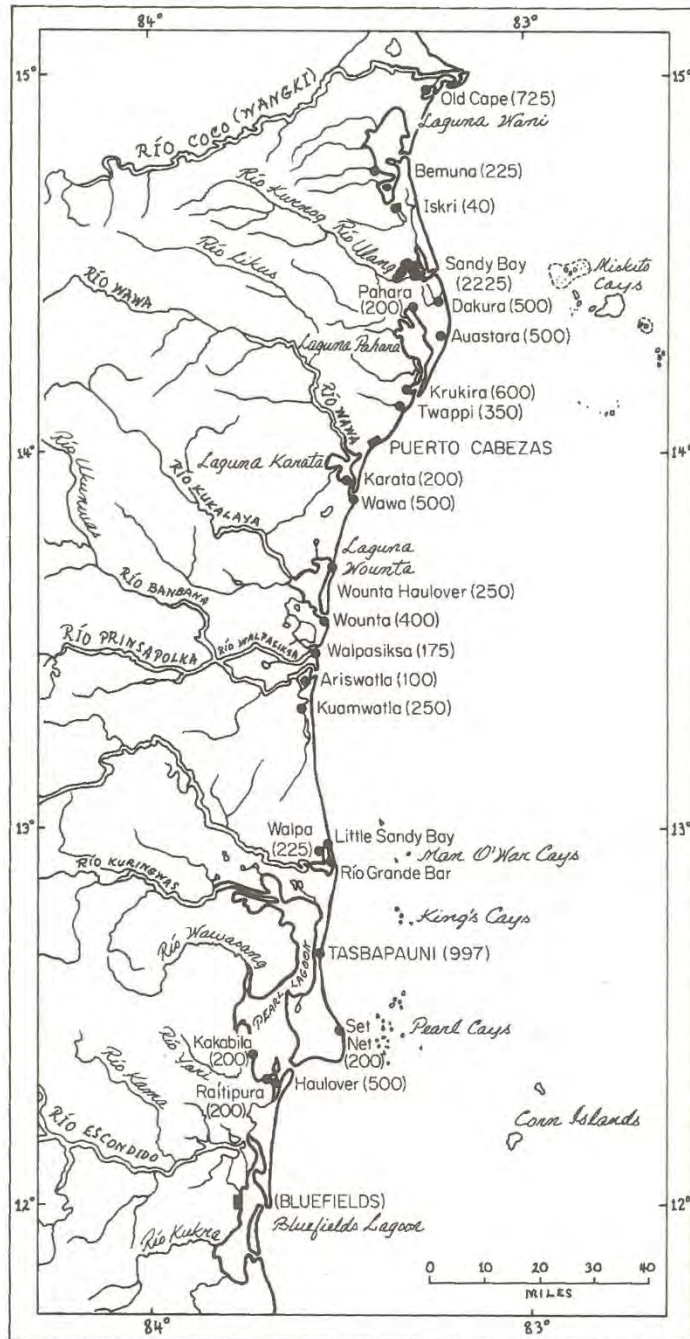 84°
83°
15°
15°
RÍO COCO (WANGKI)
Old Cape (725)
Laguna Wani
Bemuna (225)
Iskri (40)
Río Ulang
Río Likus
RÍO WAWA
Sandy Bay
(2225)
Miskito
Cays
Pahara
(200)
Dakura (500)
Auastara (500)
Laguna Pahara
Krukira (600)
Twappi (350)
RÍO WAWA
14°
14°
PUERTO CABEZAS
Laguna Karata
Karata (200)
Wawa (500)
RÍO KUKALAYA
Laguna
Wounta
Wounta Haulover (250)
RÍO BANBANA
Wounta (400)
RÍO PRINSAPOLKA
RÍO WALPASIKSA
Walpasiksa (175)
Ariswatla (100)
Kuamwatla (250)
13°
13°
Walpa
(225)
Little Sandy Bay
Man O'War Cays
Río Grande Bar
RÍO KURINGWAS
King's Cays
Río Wawasang
TASBAPAUNI (997)
PEARL LAGOON
Set
Net
(200)
Pearl Cays
Kakabila
(200)
Río Kama
Raitipura
(200)
Haulover (500)
RÍO ESCONDIDO
Corn Islands
12°
12°
(BLUEFIELDS)
Bluefields Lagoon
Río Kukra
0 10 20 30 40
MILES
84°
83°